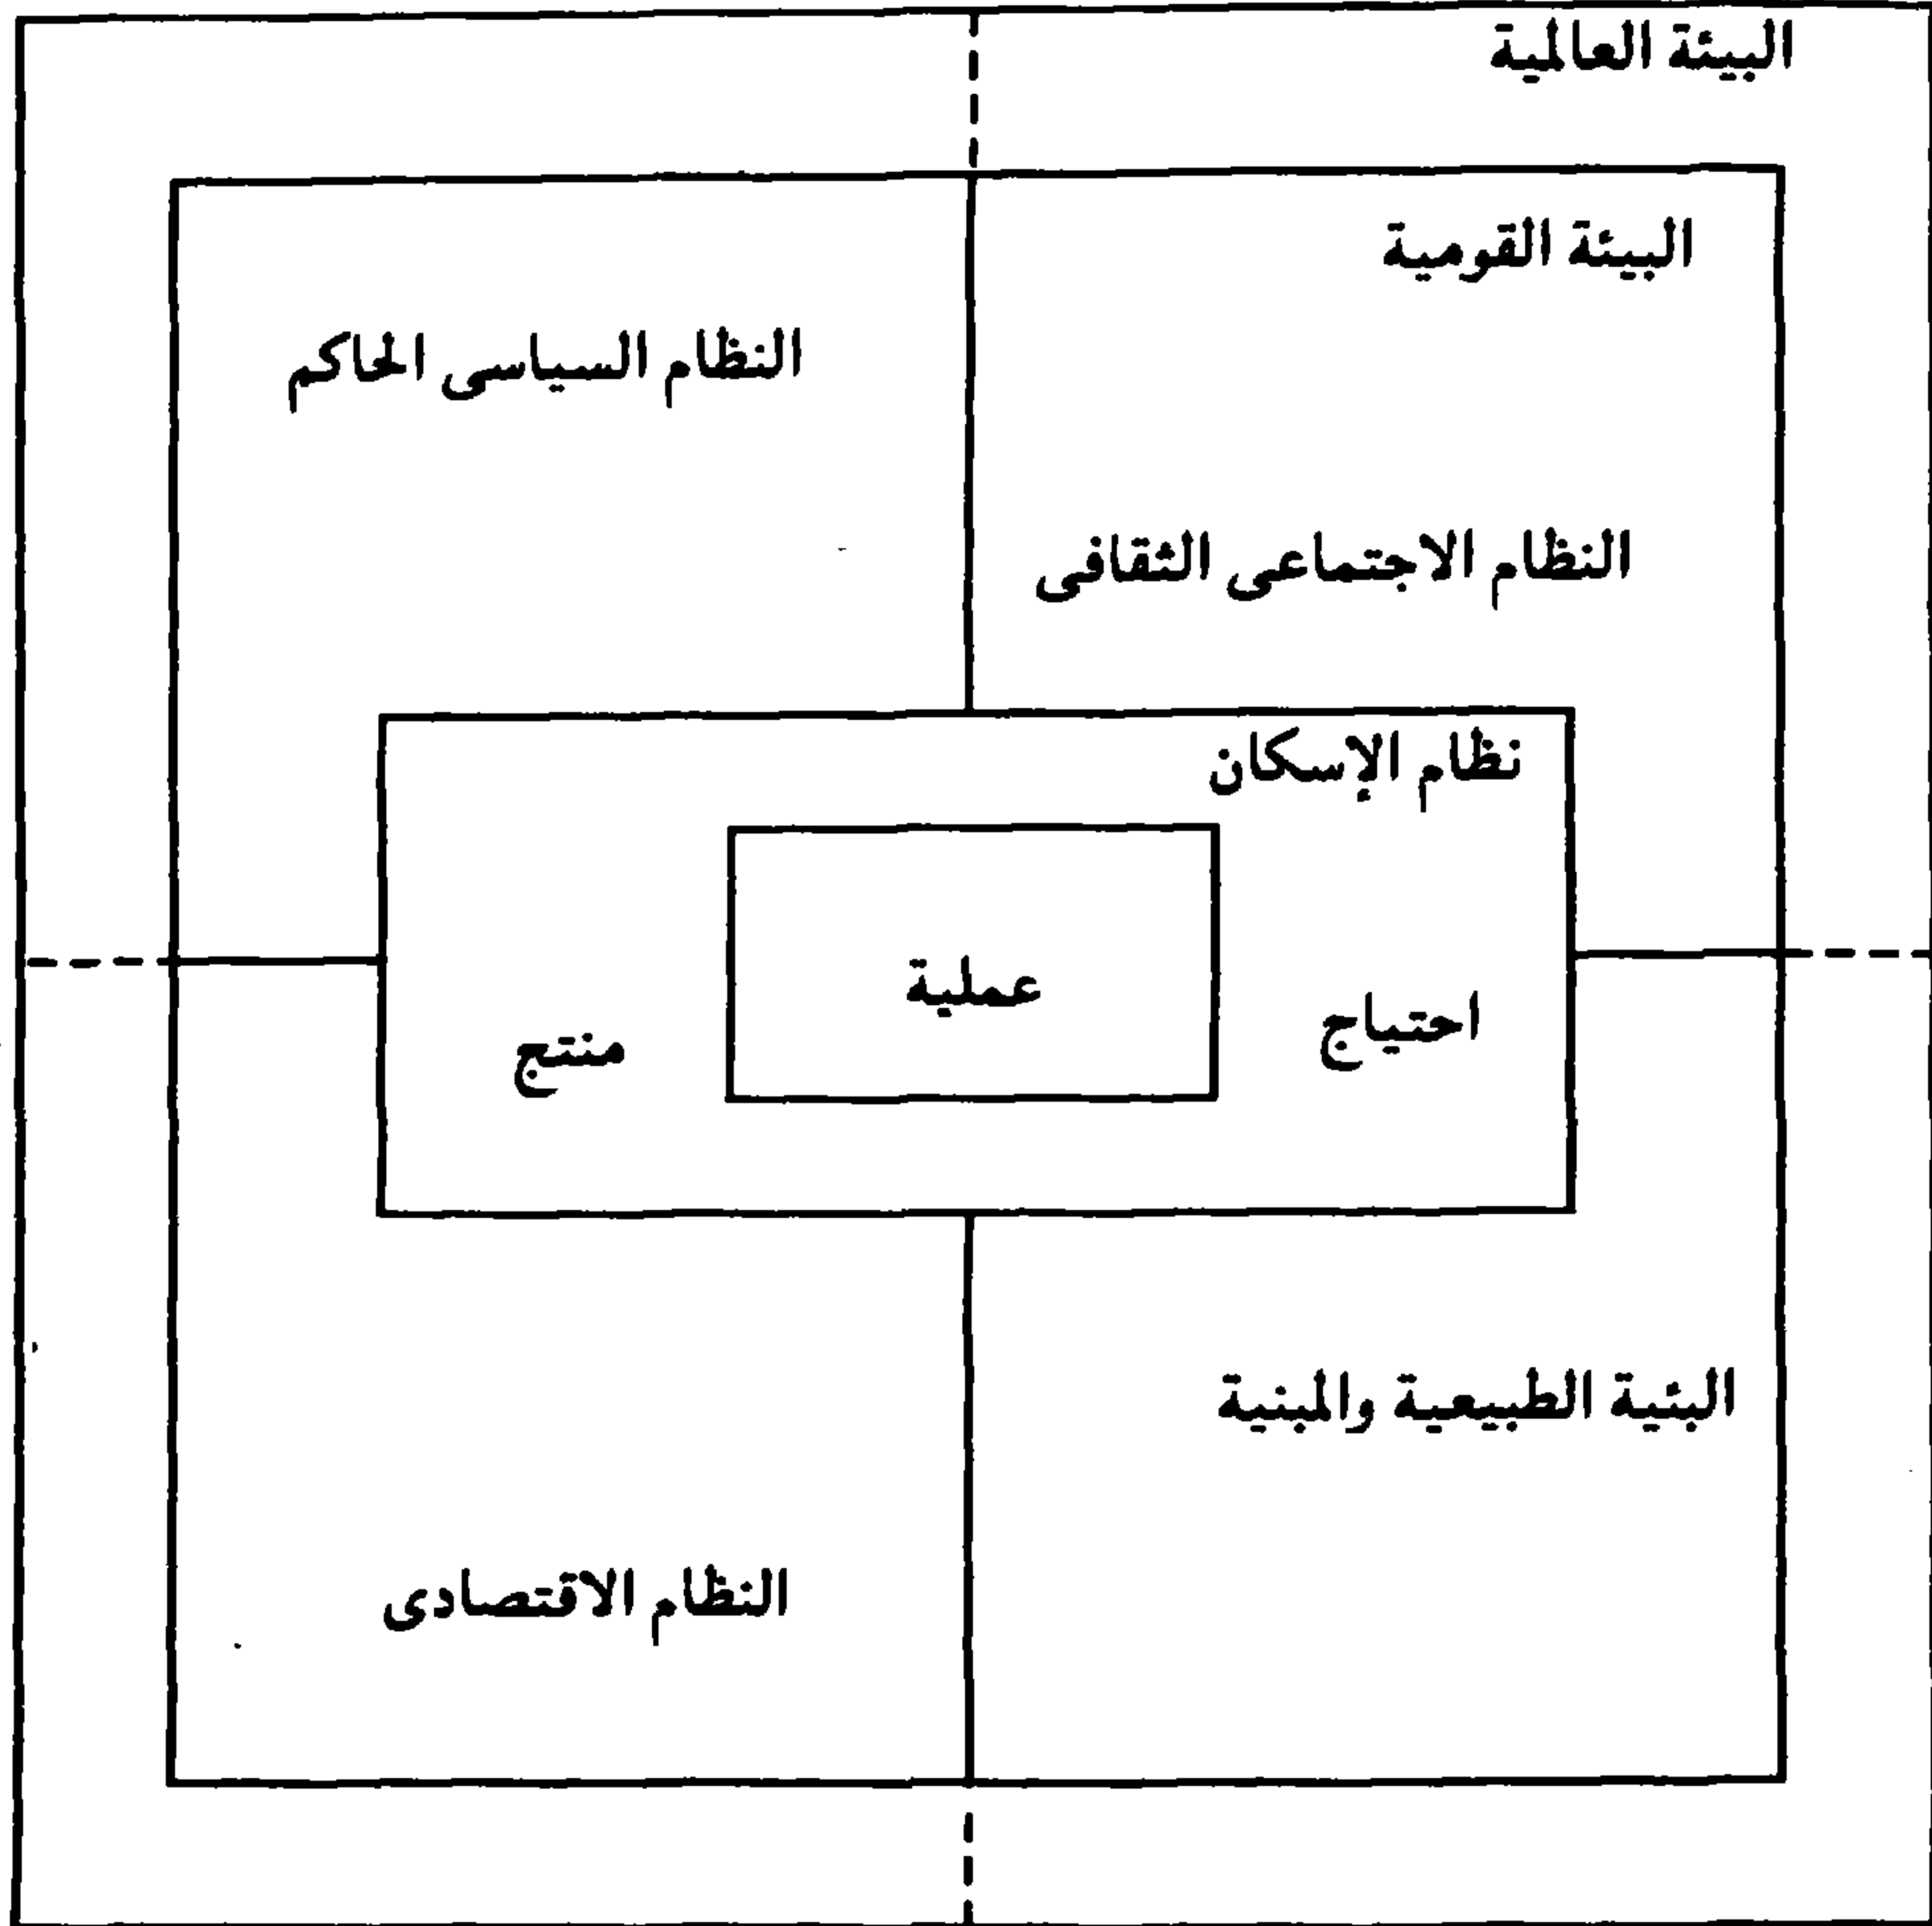 البيئة العالمية
البيئة القومية
النظام السياسى الحاكم
النظام الاجتماعى الثقافى
نظام الإسكان
احتياج
عملية
منتج
البئية الطبيعية والمبنية
النظام الاقتصادى